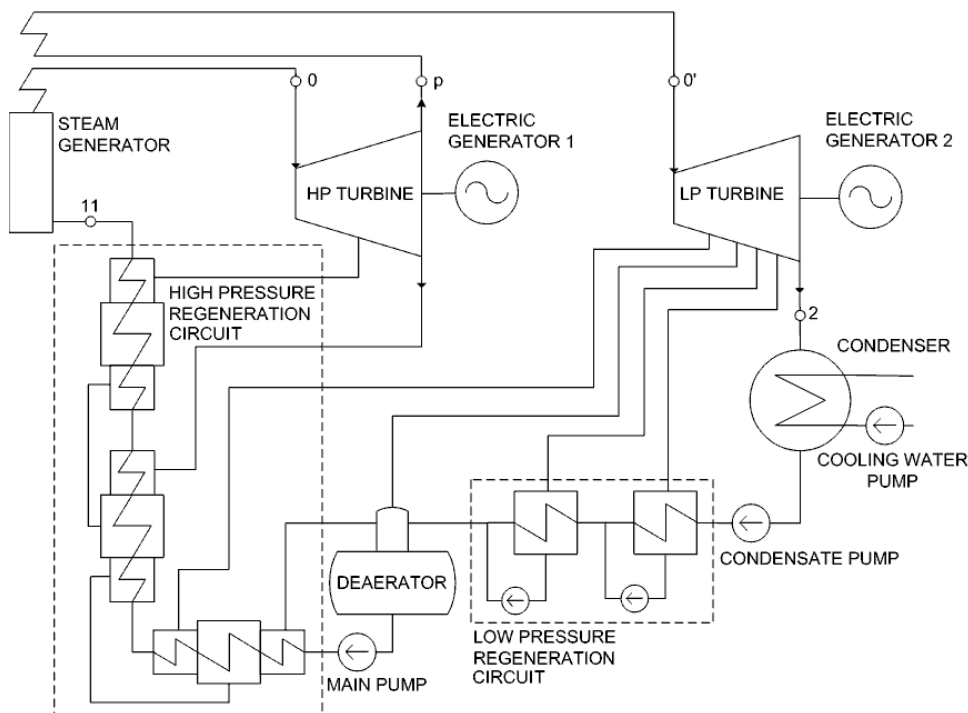 0
p
0'
STEAM
GENERATOR
ELECTRIC
GENERATOR 1
ELECTRIC
GENERATOR 2
HP TURBINE
LP TURBINE
11
HIGH PRESSURE
REGENERATION
CIRCUIT
2
CONDENSER
COOLING WATER
PUMP
CONDENSATE PUMP
DEAERATOR
LOW PRESSURE
REGENERATION
CIRCUIT
MAIN PUMP